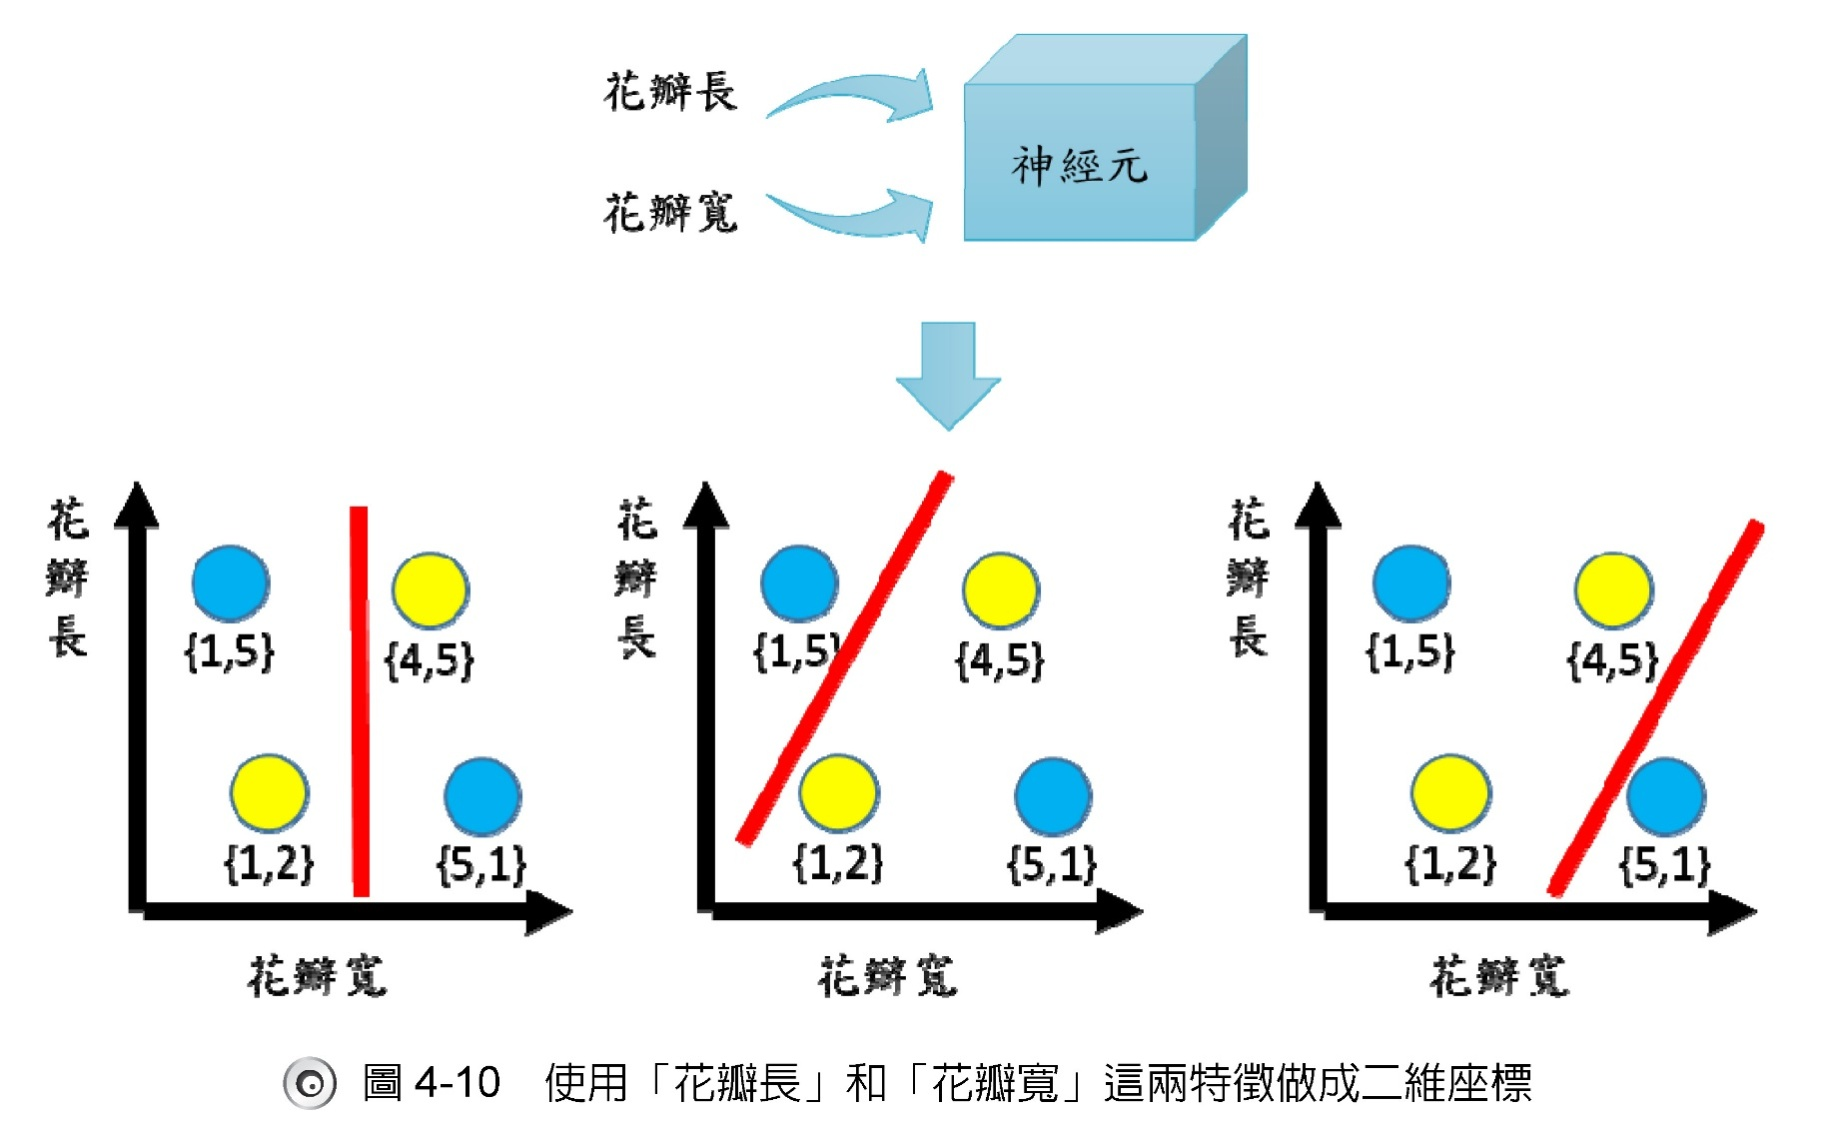 花瓣長
花瓣寬
神經元
花瓣長
{1,5}
{4,5}
{1,2}
{5,1}
花瓣寬
花瓣長
{1,5}
{4,5}
{1,2}
{5,1}
花瓣寬
花瓣長
{1,5}
{4,5}
{1,2}
{5,1}
花瓣寬
圖 4-10 使用「花瓣長」和「花瓣寬」這兩特徵做成二維座標